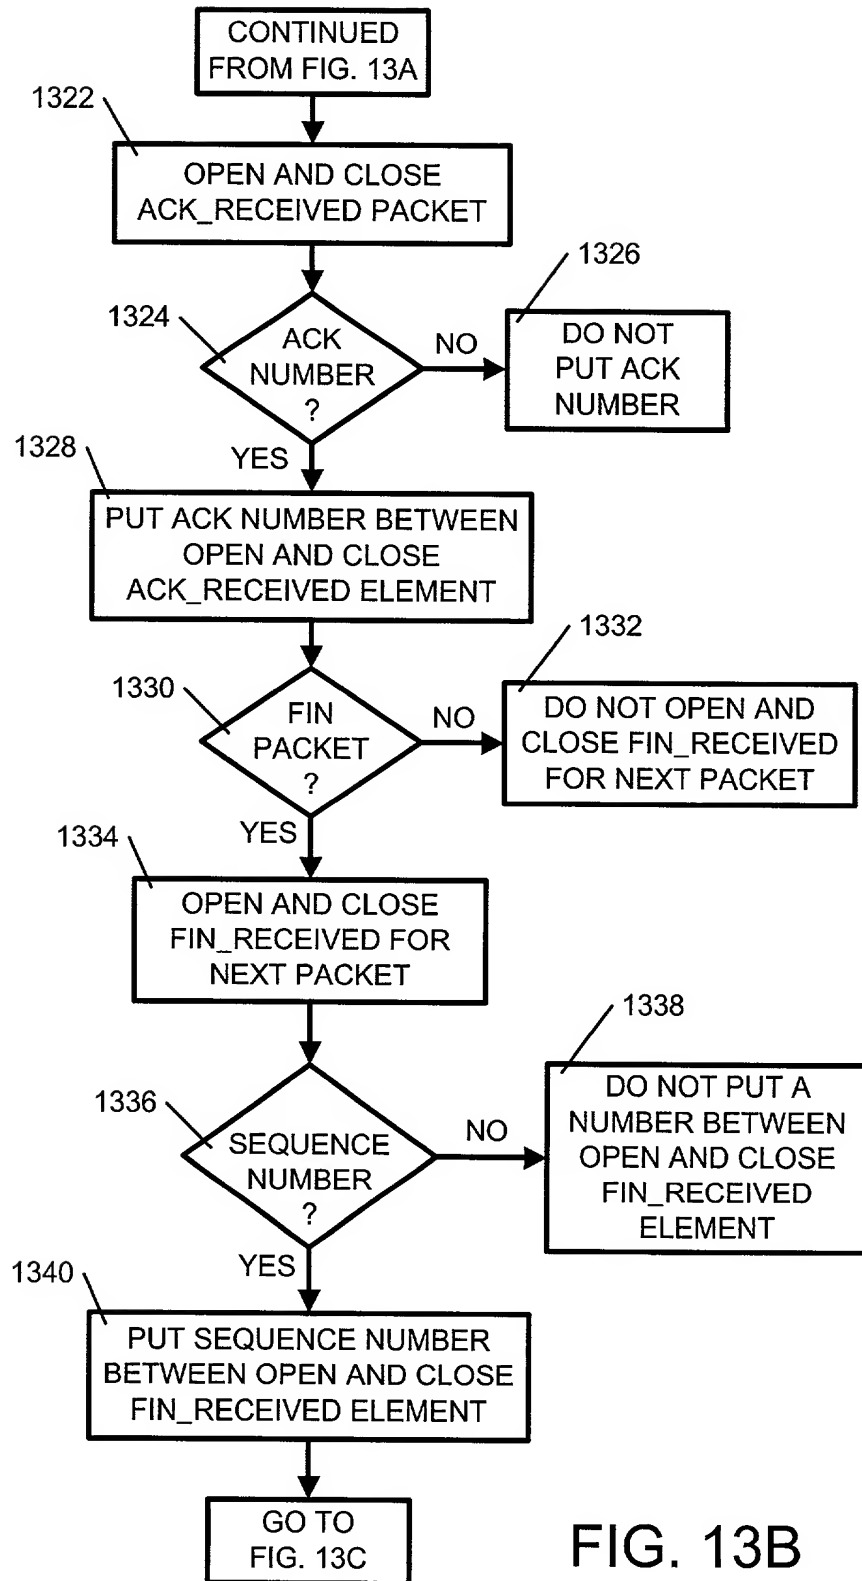 CONTINUED
FROM FIG. 13A
1322
OPEN AND CLOSE
ACK_RECEIVED PACKET
1324
ACK
NUMBER
?
NO
1326
DO NOT
PUT ACK
NUMBER
YES
1328
PUT ACK NUMBER BETWEEN
OPEN AND CLOSE
ACK_RECEIVED ELEMENT
1330
FIN
PACKET
?
NO
1332
DO NOT OPEN AND
CLOSE FIN_RECEIVED
FOR NEXT PACKET
YES
1334
OPEN AND CLOSE
FIN_RECEIVED FOR
NEXT PACKET
1336
SEQUENCE
NUMBER
?
NO
1338
DO NOT PUT A
NUMBER BETWEEN
OPEN AND CLOSE
FIN_RECEIVED
ELEMENT
YES
1340
PUT SEQUENCE NUMBER
BETWEEN OPEN AND CLOSE
FIN_RECEIVED ELEMENT
GO TO
FIG. 13C
FIG. 13B